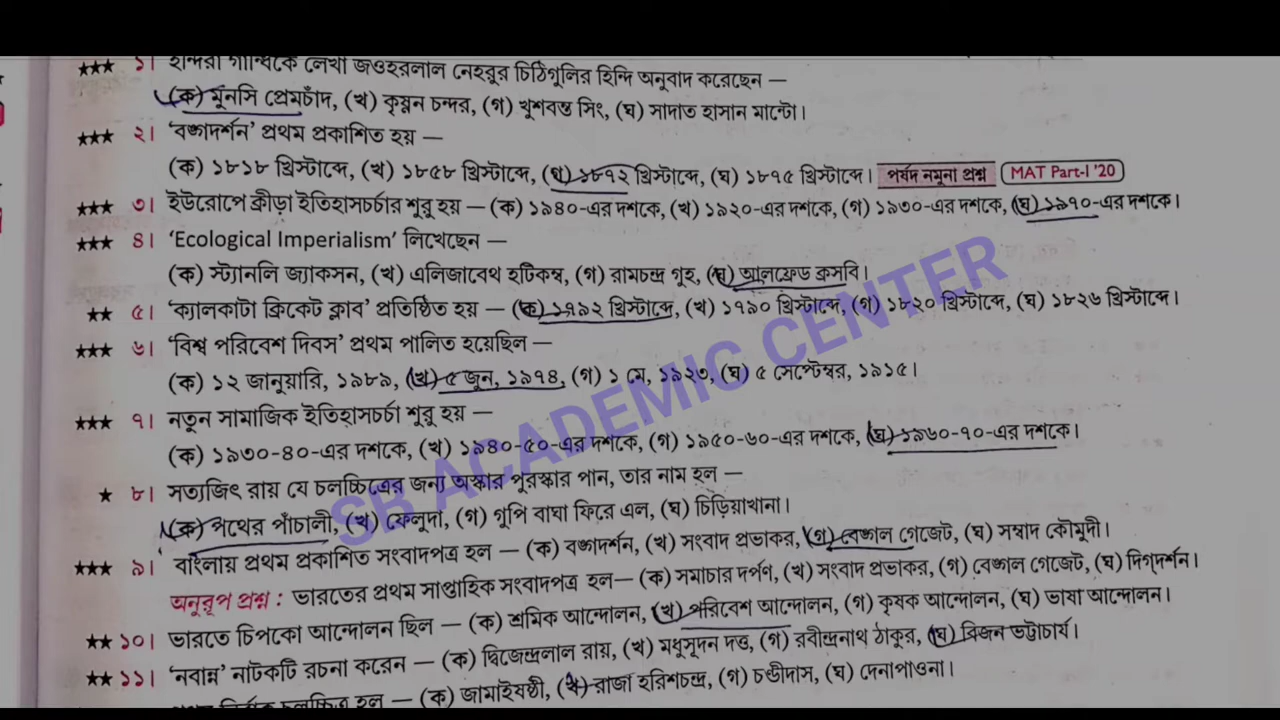 ★★★ ১। ইন্দিরা গান্ধিকে লেখা জওহরলাল নেহরুর চিঠিগুলির হিন্দি অনুবাদ করেছেন —
(ক) মুনসি প্রেমচাঁদ, (খ) কৃষ্ণন চন্দর, (গ) খুশবন্ত সিং, (ঘ) সাদাত হাসান মান্টো।
★★★ ২। ‘বঙ্গদর্শন’ প্রথম প্রকাশিত হয় —
(ক) ১৮১৮ খ্রিস্টাব্দে, (খ) ১৮৫৮ খ্রিস্টাব্দে, (গ) ১৮৭২ খ্রিস্টাব্দে, (ঘ) ১৮৭৫ খ্রিস্টাব্দে। পর্ষদ নমুনা প্রশ্ন MAT Part-I '20
★★★ ৩। ইউরোপে ক্রীড়া ইতিহাসচর্চার শুরু হয় — (ক) ১৯৪০-এর দশকে, (খ) ১৯২০-এর দশকে, (গ) ১৯৩০-এর দশকে, (ঘ) ১৯৭০-এর দশকে।
★★★ ৪। ‘Ecological Imperialism’ লিখেছেন —
(ক) স্ট্যানলি জ্যাকসন, (খ) এলিজাবেথ হুটিকম্ব, (গ) রামচন্দ্র গুহ, (ঘ) আলফ্রেড ক্রসবি।
★★ ৫। ‘ক্যালকাটা ক্রিকেট ক্লাব’ প্রতিষ্ঠিত হয় — (ক) ১৭৯২ খ্রিস্টাব্দে, (খ) ১৭৯০ খ্রিস্টাব্দে, (গ) ১৮২০ খ্রিস্টাব্দে, (ঘ) ১৮২৬ খ্রিস্টাব্দে।
★★★ ৬। ‘বিশ্ব পরিবেশ দিবস’ প্রথম পালিত হয়েছিল —
(ক) ১২ জানুয়ারি, ১৯৮৯, (খ) ৫ জুন, ১৯৭৪, (গ) ১ মে, ১৯২৩, (ঘ) ৫ সেপ্টেম্বর, ১৯১৫।
★★★ ৭। নতুন সামাজিক ইতিহাসচর্চা শুরু হয় —
(ক) ১৯৩০-৪০-এর দশকে, (খ) ১৯৪০-৫০-এর দশকে, (গ) ১৯৫০-৬০-এর দশকে, (ঘ) ১৯৬০-৭০-এর দশকে।
★ ৮। সত্যজিৎ রায় যে চলচ্চিত্রের জন্য অস্কার পুরস্কার পান, তার নাম হল —
(ক) পথের পাঁচালী, (খ) ফেলুদা, (গ) গুপি বাঘা ফিরে এল, (ঘ) চিড়িয়াখানা।
★★★ ৯। বাংলায় প্রথম প্রকাশিত সংবাদপত্র হল — (ক) বঙ্গদর্শন, (খ) সংবাদ প্রভাকর, (গ) বেঙ্গল গেজেট, (ঘ) সম্বাদ কৌমুদী।
অনুরূপ প্রশ্ন : ভারতের প্রথম সাপ্তাহিক সংবাদপত্র হল— (ক) সমাচার দর্পণ, (খ) সংবাদ প্রভাকর, (গ) বেঙ্গল গেজেট, (ঘ) দিগ্‌দর্শন।
★★ ১০। ভারতে চিপকো আন্দোলন ছিল — (ক) শ্রমিক আন্দোলন, (খ) পরিবেশ আন্দোলন, (গ) কৃষক আন্দোলন, (ঘ) ভাষা আন্দোলন।
★★ ১১। ‘নবান্ন’ নাটকটি রচনা করেন — (ক) দ্বিজেন্দ্রলাল রায়, (খ) মধুসূদন দত্ত, (গ) রবীন্দ্রনাথ ঠাকুর, (ঘ) বিজন ভট্টাচার্য।
চলচ্চিত্র হল — (ক) জামাইষষ্ঠী, (খ) রাজা হরিশচন্দ্র, (গ) চণ্ডীদাস, (ঘ) দেনাপাওনা।
SB ACADEMIC CENTER